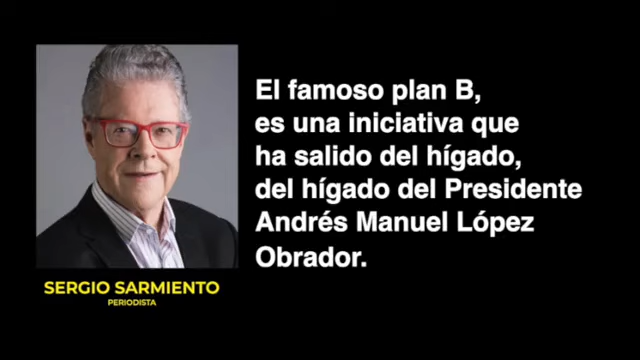 El famoso plan B,
es una iniciativa que
ha salido del hígado,
del hígado del Presidente
Andrés Manuel López
Obrador.
SERGIO SARMIENTO
PERIODISTA